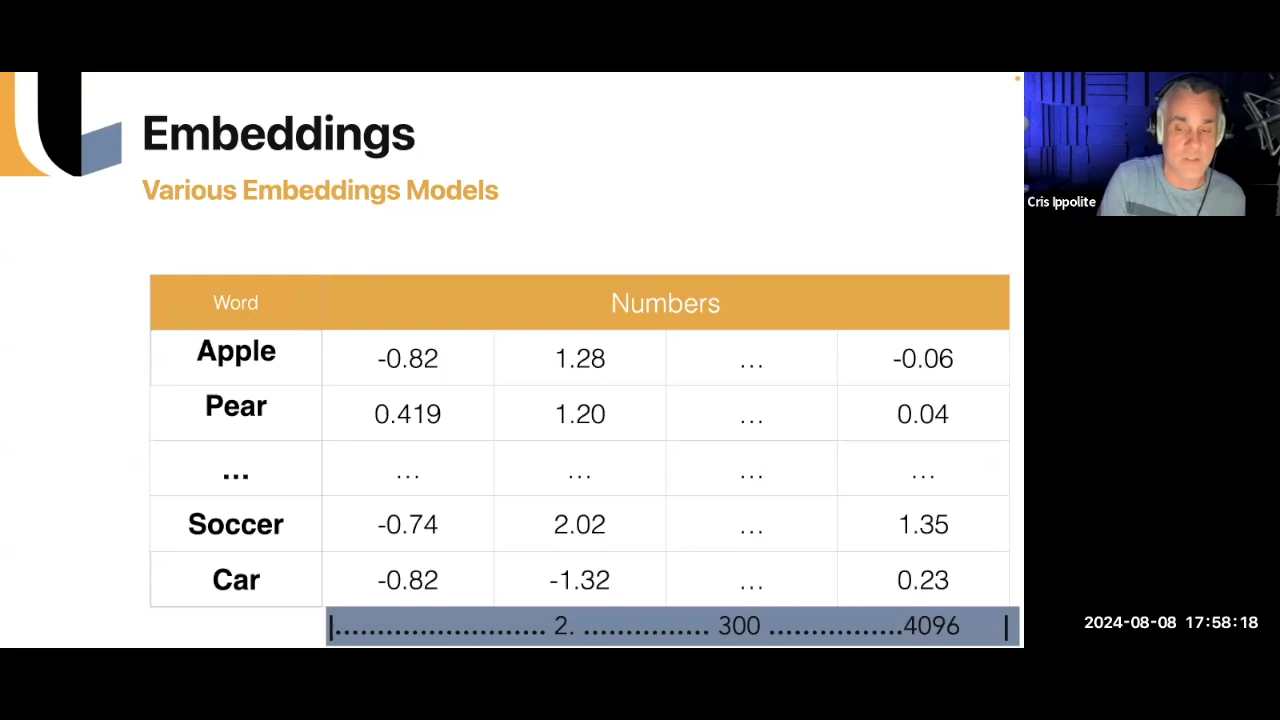 Embeddings
Various Embeddings Models
Cris Ippolite
Word Numbers
Apple -0.82 1.28 ... -0.06
Pear 0.419 1.20 ... 0.04
... ... ... ... ...
Soccer -0.74 2.02 ... 1.35
Car -0.82 -1.32 ... 0.23
|......................... 2. ............... 300 ................4096 |
2024-08-08 17:58:18